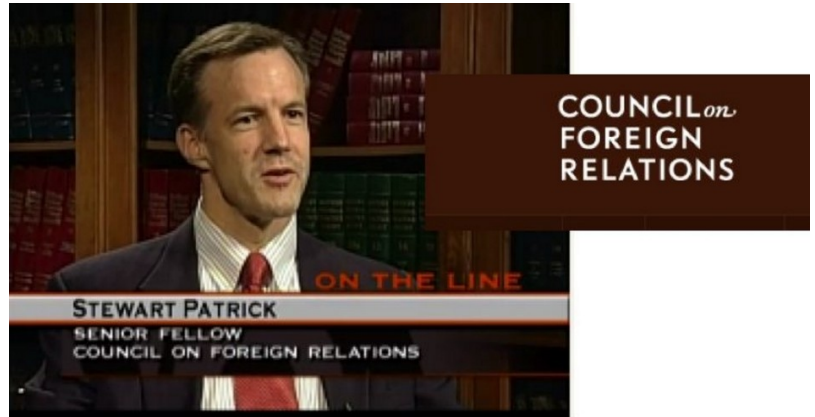 COUNCIL on
FOREIGN
RELATIONS
ON THE LINE
STEWART PATRICK
SENIOR FELLOW
COUNCIL ON FOREIGN RELATIONS